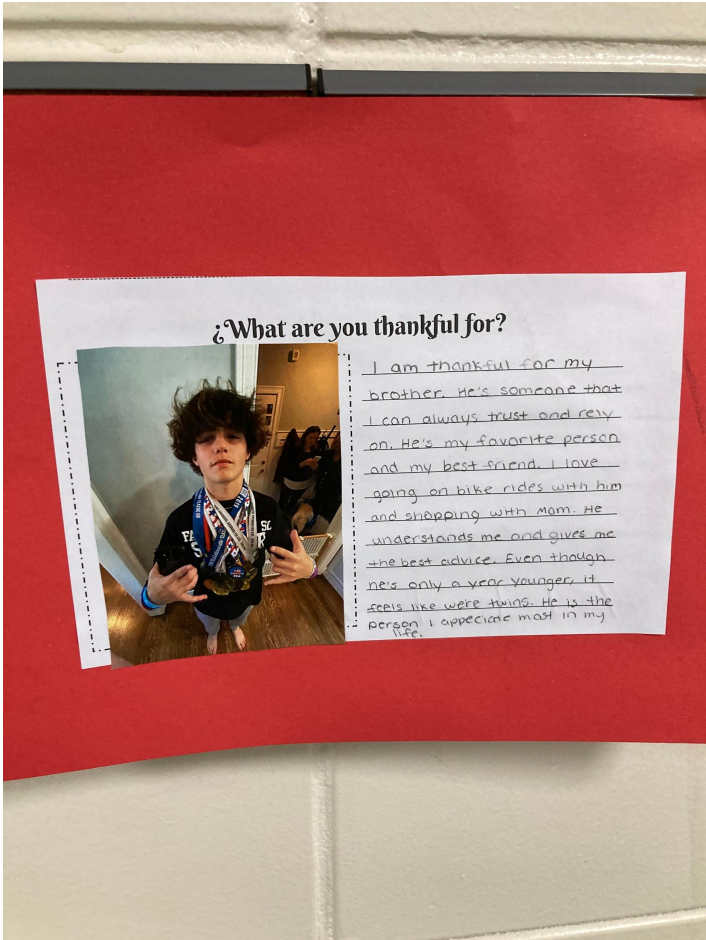 ¿What are you thankful for?
I am thankful for my
brother. He's someone that
I can always trust and rely
on. He's my favorite person
and my best friend. I love
going on bike rides with him
and shopping with Mom. He
understands me and gives me
the best advice. Even though
he's only a year younger, it
feels like were twins. He is the
person I appeciate most in my
life.